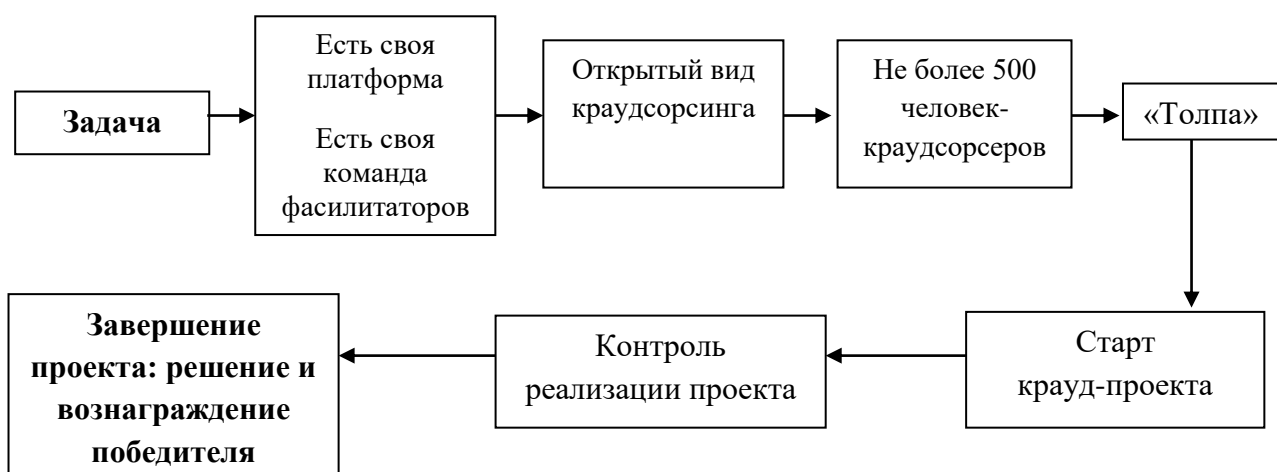 Задача
Есть своя
платформа
Есть своя
команда
фасилитаторов
Открытый вид
краудсорсинга
Не более 500
человек-
краудсорсеров
«Толпа»
Старт
крауд-проекта
Контроль
реализации проекта
Завершение
проекта: решение и
вознаграждение
победителя